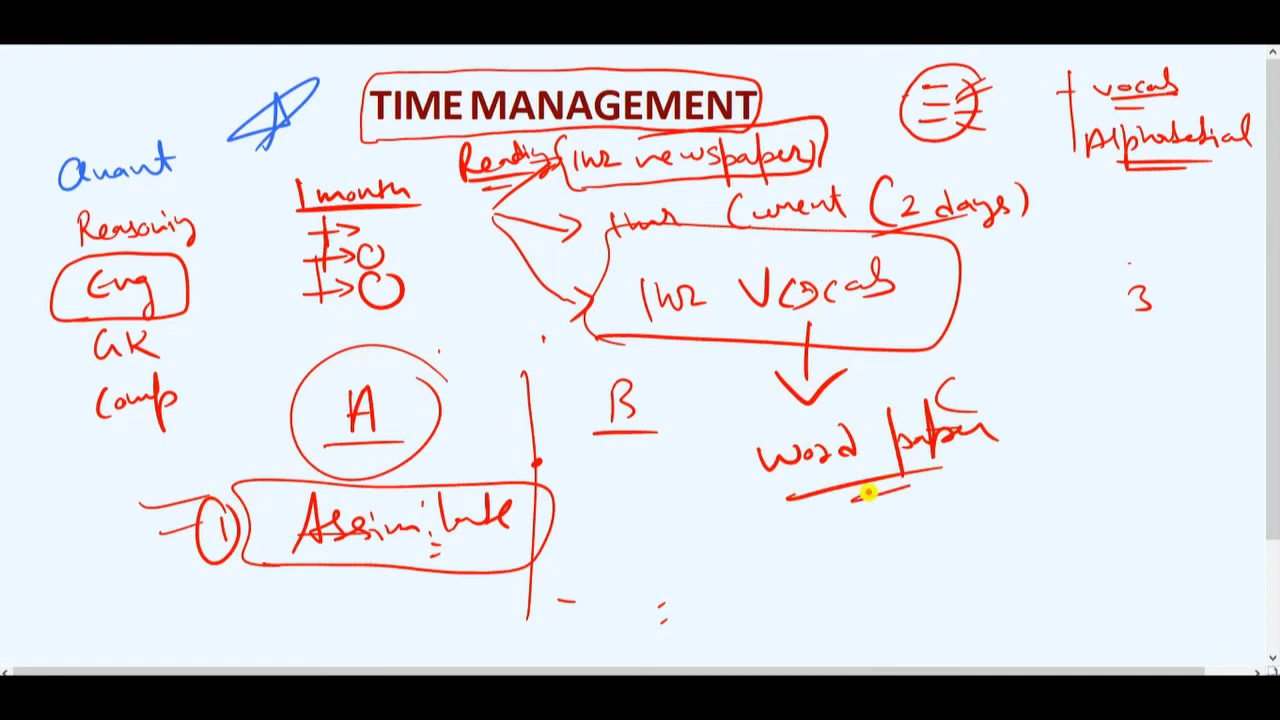 TIME MANAGEMENT
vocab
Alphabetial
Quant
Reading (1hr newspaper)
1 month
Reasoning
Current (2 days)
Eng
1hr Vocab
3
GK
Comp
A
B
word paper
1
Assimilate